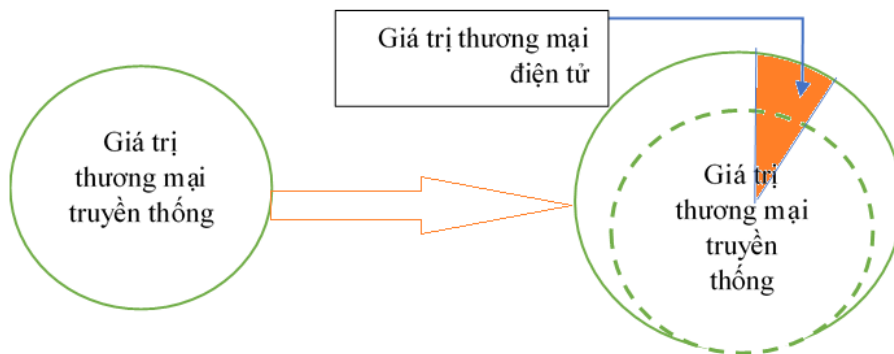 Giá trị thương mại
điện tử
Giá trị
thương mại
truyền thống
Giá trị
thương mại
truyền
thống